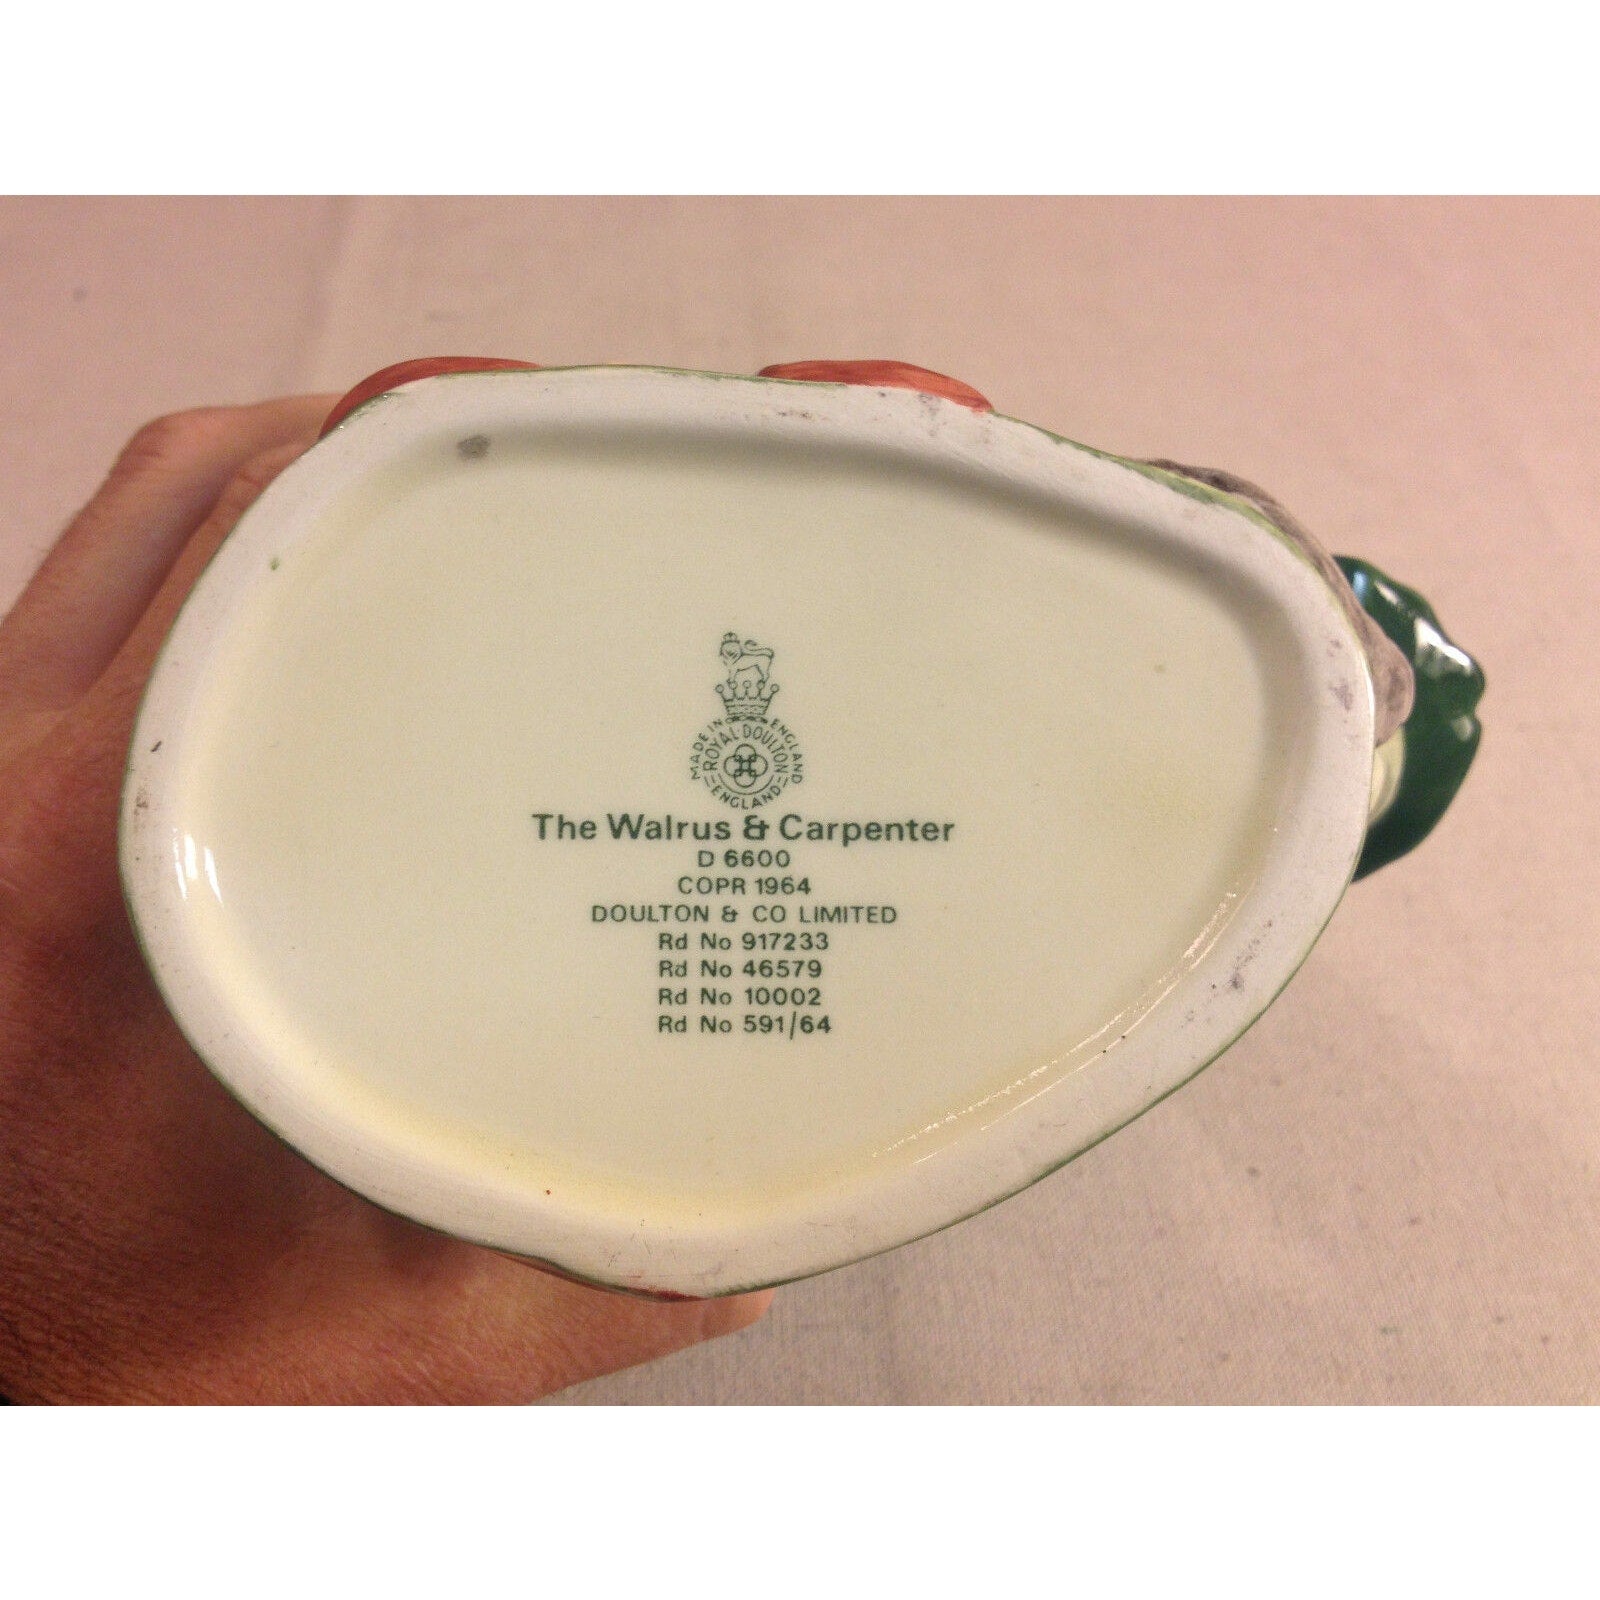 MADE IN ENGLAND
ROYAL DOULTON
ENGLAND
The Walrus & Carpenter
D 6600
COPR 1964
DOULTON & CO LIMITED
Rd No 917233
Rd No 46579
Rd No 10002
Rd No 591/64